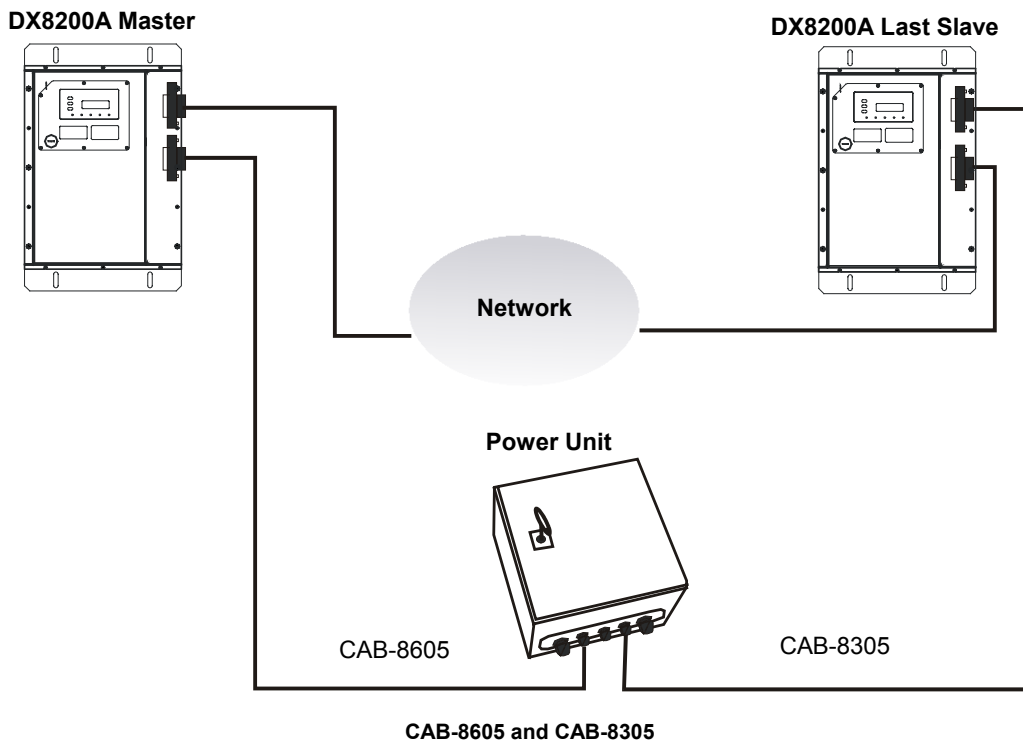 DX8200A Master
DX8200A Last Slave
Network
Power Unit
CAB-8605
CAB-8305
CAB-8605 and CAB-8305